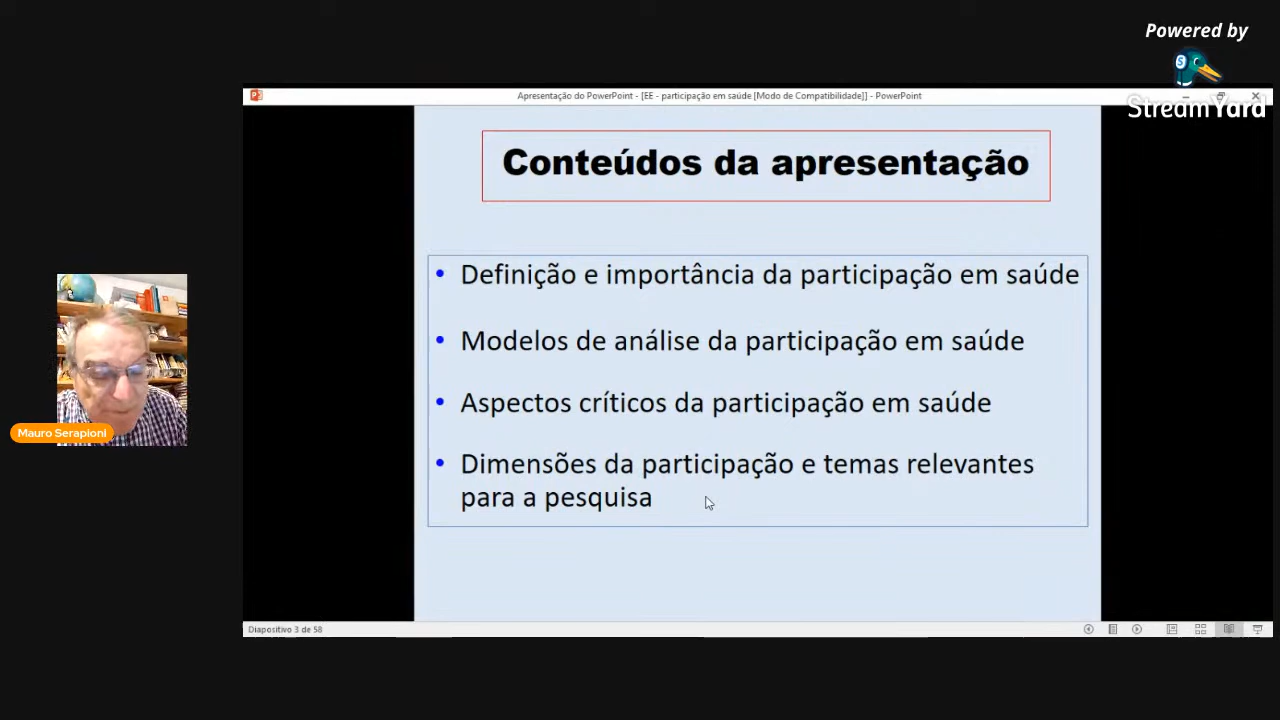 Powered by
StreamYard
Apresentação do PowerPoint - [EE - participação em saúde [Modo de Compatibilidade]] - PowerPoint
Conteúdos da apresentação
• Definição e importância da participação em saúde
• Modelos de análise da participação em saúde
• Aspectos críticos da participação em saúde
• Dimensões da participação e temas relevantes
para a pesquisa
Mauro Serapioni
Diapositivo 3 de 58